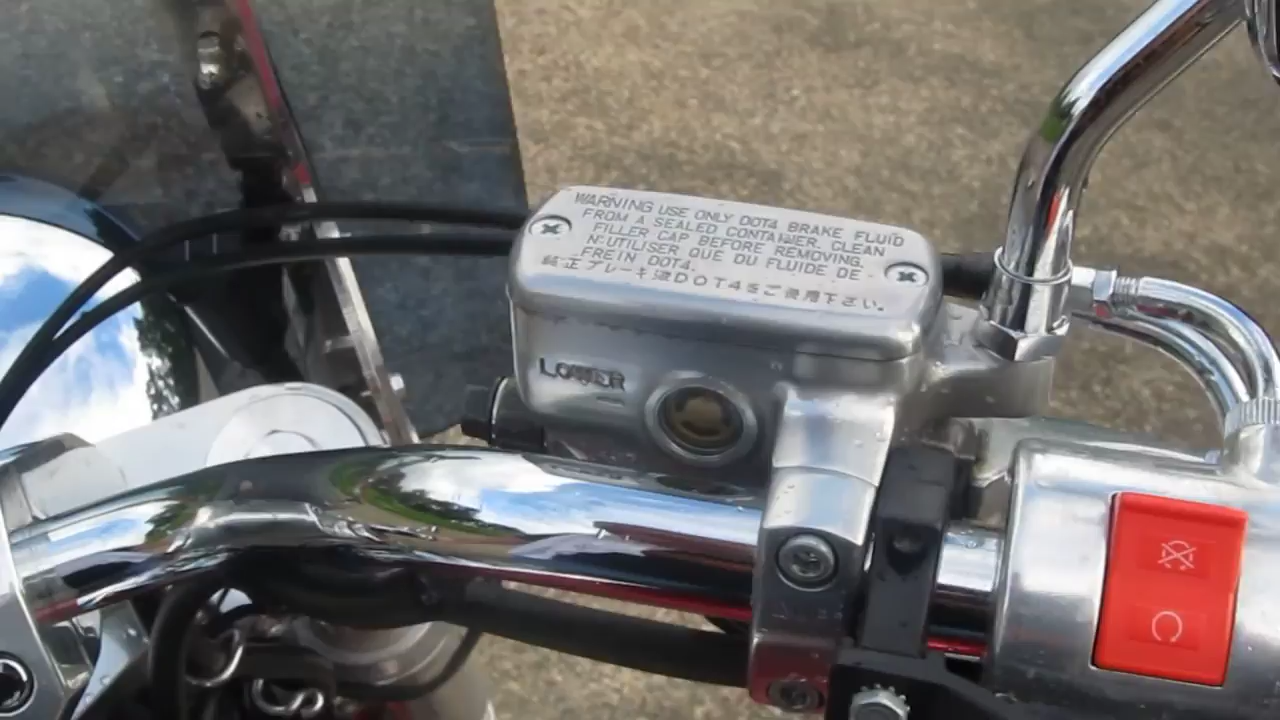 WARNING USE ONLY DOT4 BRAKE FLUID
FROM A SEALED CONTAINER. CLEAN
FILLER CAP BEFORE REMOVING.
N'UTILISER QUE DU FLUIDE DE
FREIN DOT4.
純正ブレーキ液DOT4をご使用下さい。
LOWER